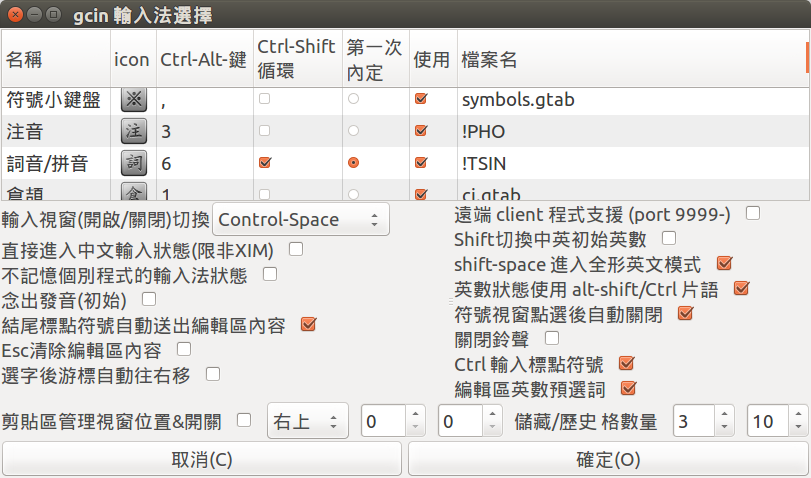 gcin 輸入法選擇
名稱 icon Ctrl-Alt-鍵 Ctrl-Shift 循環 第一次 內定 使用 檔案名
符號小鍵盤 ※ , symbols.gtab
注音 注 3 !PHO
詞音/拼音 詞 6 !TSIN
倉頡 倉 1 cj.gtab
輸入視窗(開啟/關閉)切換 Control-Space
直接進入中文輸入狀態(限非XIM)
不記憶個別程式的輸入法狀態
念出發音(初始)
結尾標點符號自動送出編輯區內容
Esc清除編輯區內容
選字後游標自動往右移
遠端 client 程式支援 (port 9999-)
Shift切換中英初始英數
shift-space 進入全形英文模式
英數狀態使用 alt-shift/Ctrl 片語
符號視窗點選後自動關閉
關閉鈴聲
Ctrl 輸入標點符號
編輯區英數預選詞
剪貼區管理視窗位置&開關 右上 0 0 儲藏/歷史 格數量 3 10
取消(C) 確定(O)